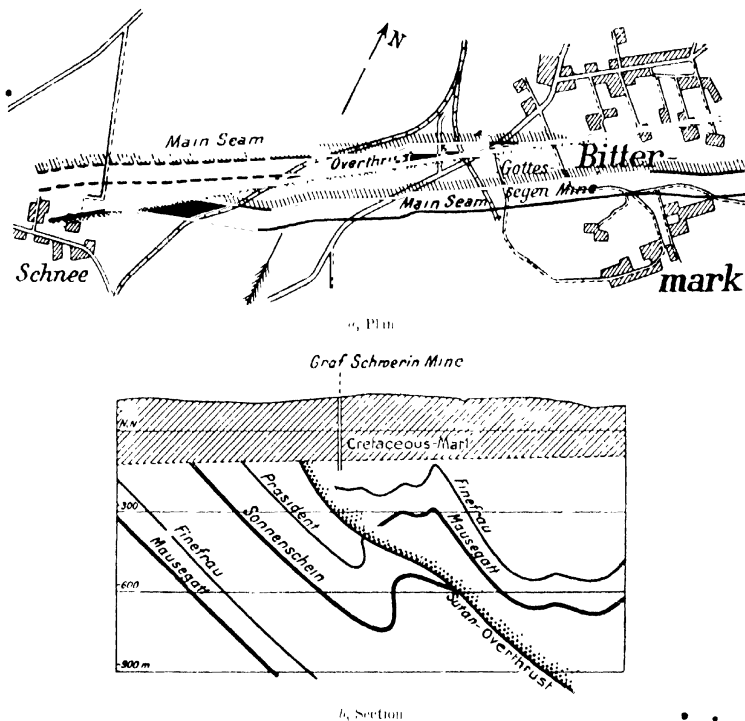 N
Main Seam
Overthrust
Bitter-
Gottes
segen Mine
Main Seam
Schnee
mark
a, Plan
Graf Schwerin Mine
N.N
Cretaceous-Marl
Präsident
Finefrau
Sonnenschein
Mausegatt
300
Finefrau
Mausegatt
600
Sutan-Overthrust
900 m
b, Section